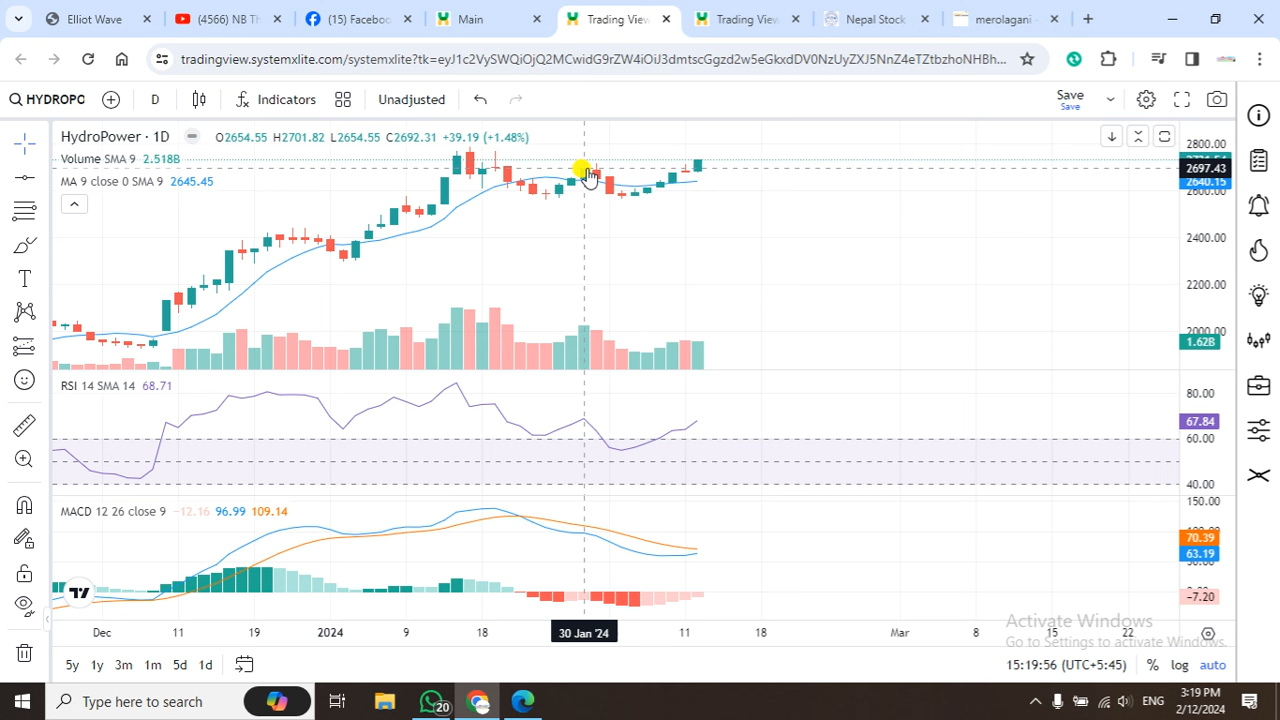 Elliot Wave
(4566) NB Th
(15) Faceboo
Main
Trading View
Trading View
Nepal Stock
merolagani -
tradingview.systemxlite.com/systemxlite?tk=
HYDROPO
D
Indicators
Unadjusted
Save
Save
HydroPower · 1D
O2654.55 H2701.82 L2654.55 C2692.31 +39.19 (+1.48%)
Volume SMA 9 2.518B
MA 9 close 0 SMA 9 2645.45
2800.00
2697.43
2640.15
2600.00
2400.00
2200.00
2000.00
1.62B
RSI 14 SMA 14 68.71
80.00
67.84
60.00
40.00
MACD 12 26 close 9 −12.16 96.99 109.14
150.00
70.39
63.19
−7.20
Dec 11 19 2024 9 18 30 Jan '24 11 18 Mar 8 15 22
Activate Windows
Go to Settings to activate Windows.
5y 1y 3m 1m 5d 1d
15:19:56 (UTC+5:45) % log auto
Type here to search
20
ENG
3:19 PM
2/12/2024